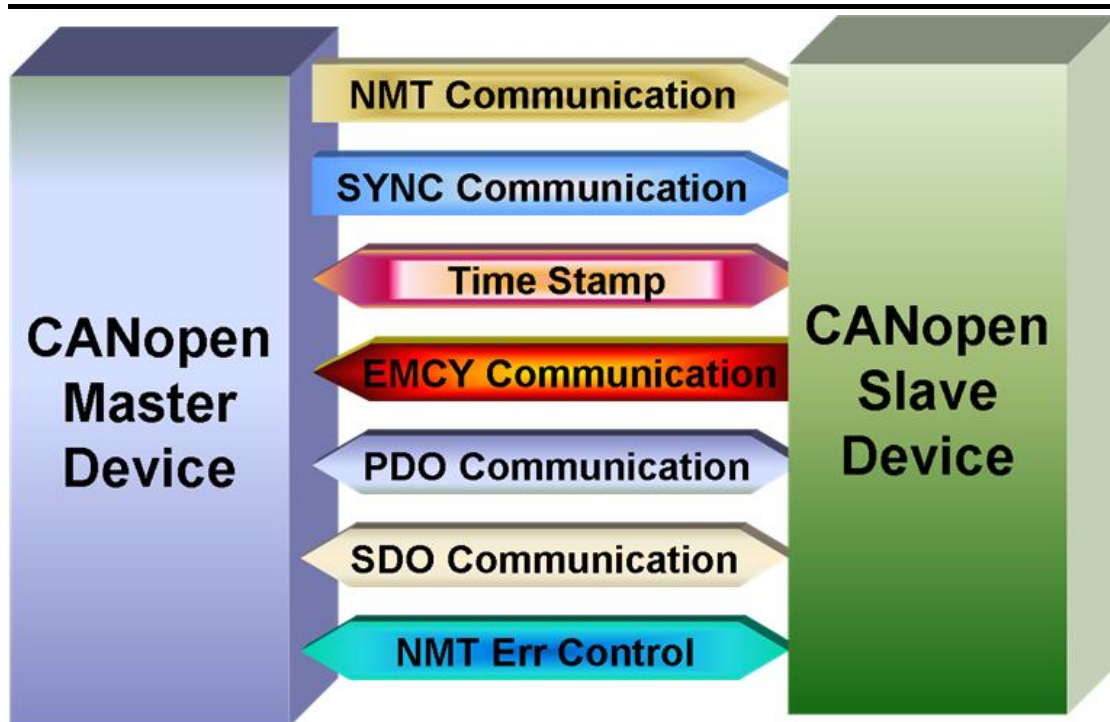 NMT Communication
SYNC Communication
Time Stamp
EMCY Communication
PDO Communication
SDO Communication
NMT Err Control
CANopen
Master
Device
CANopen
Slave
Device